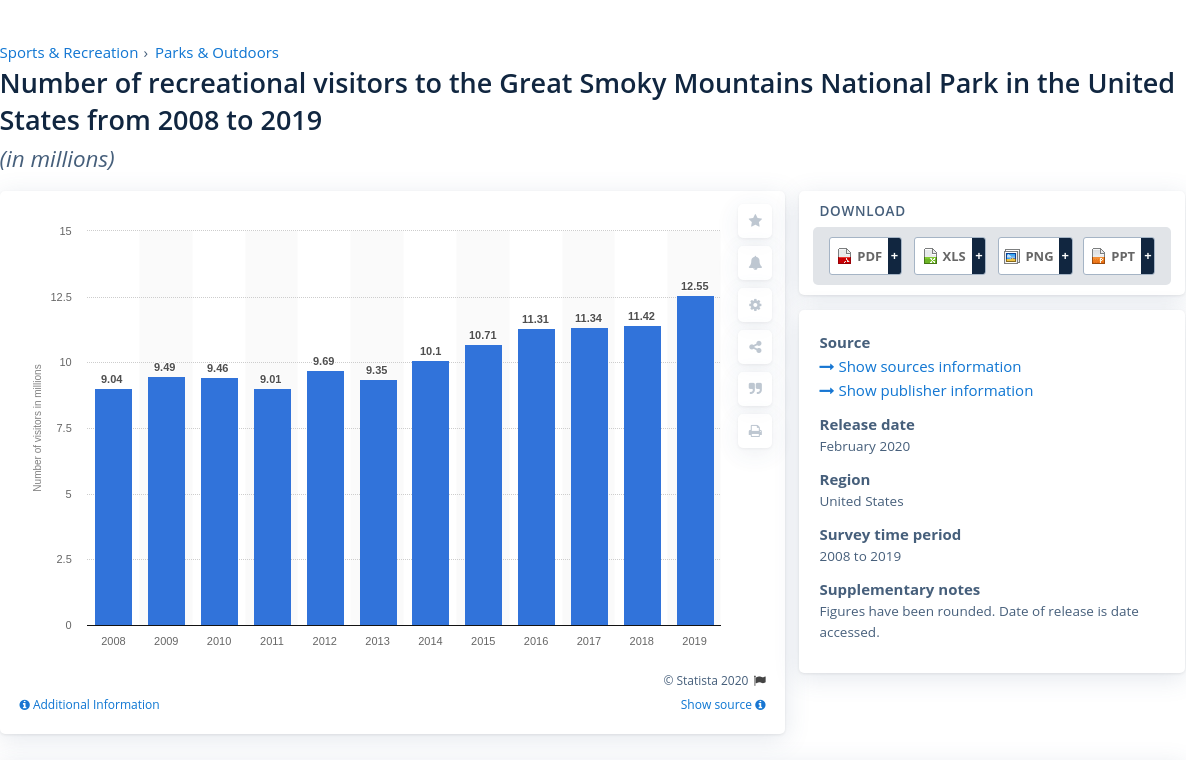 Sports & Recreation › Parks & Outdoors
Number of recreational visitors to the Great Smoky Mountains National Park in the United
States from 2008 to 2019
(in millions)
15
12.5
10
7.5
5
2.5
0
Number of visitors in millions
9.04
9.49
9.46
9.01
9.69
9.35
10.1
10.71
11.31
11.34
11.42
12.55
2008 2009 2010 2011 2012 2013 2014 2015 2016 2017 2018 2019
© Statista 2020
Additional Information
Show source
DOWNLOAD
PDF + XLS + PNG + PPT +
Source
Show sources information
Show publisher information
Release date
February 2020
Region
United States
Survey time period
2008 to 2019
Supplementary notes
Figures have been rounded. Date of release is date
accessed.